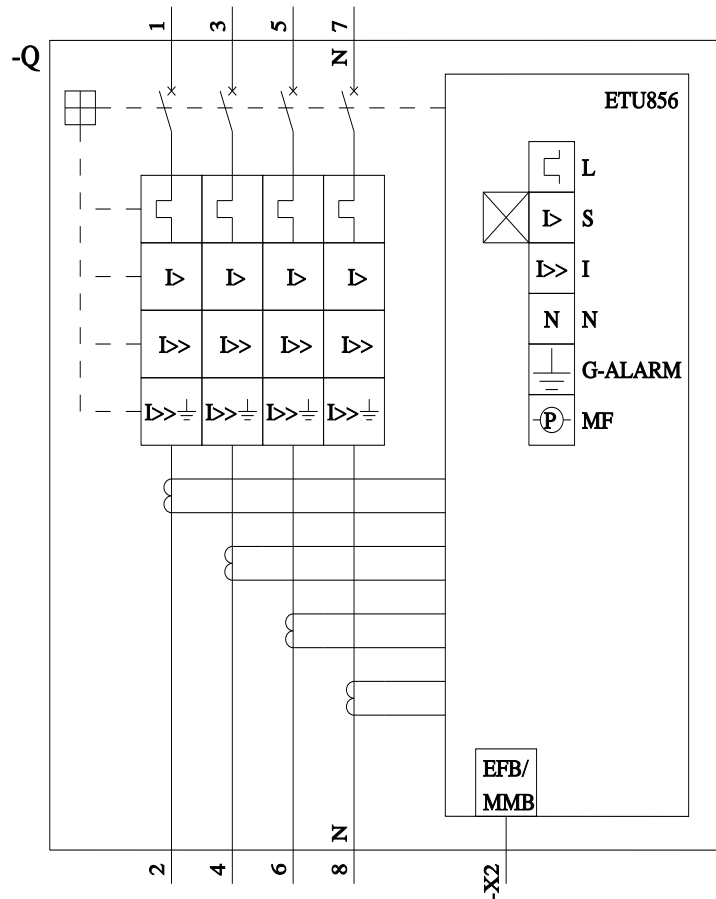 1 3 5 7
-Q N
ETU856
L
I> I> I> I> I> S
I>> I
I>> I>> I>> I>> N N
G-ALARM
I>> I>> I>> I>> P MF
EFB/
MMB
N
2 4 6 8 -X2